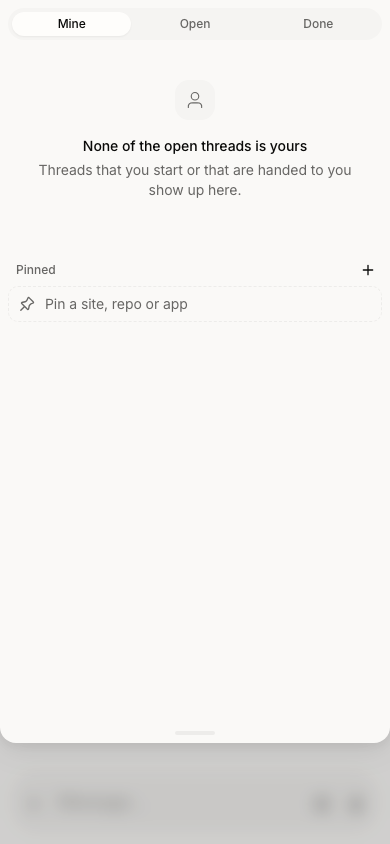 Mine
Open
Done
None of the open threads is yours
Threads that you start or that are handed to you
show up here.
Pinned
Pin a site, repo or app